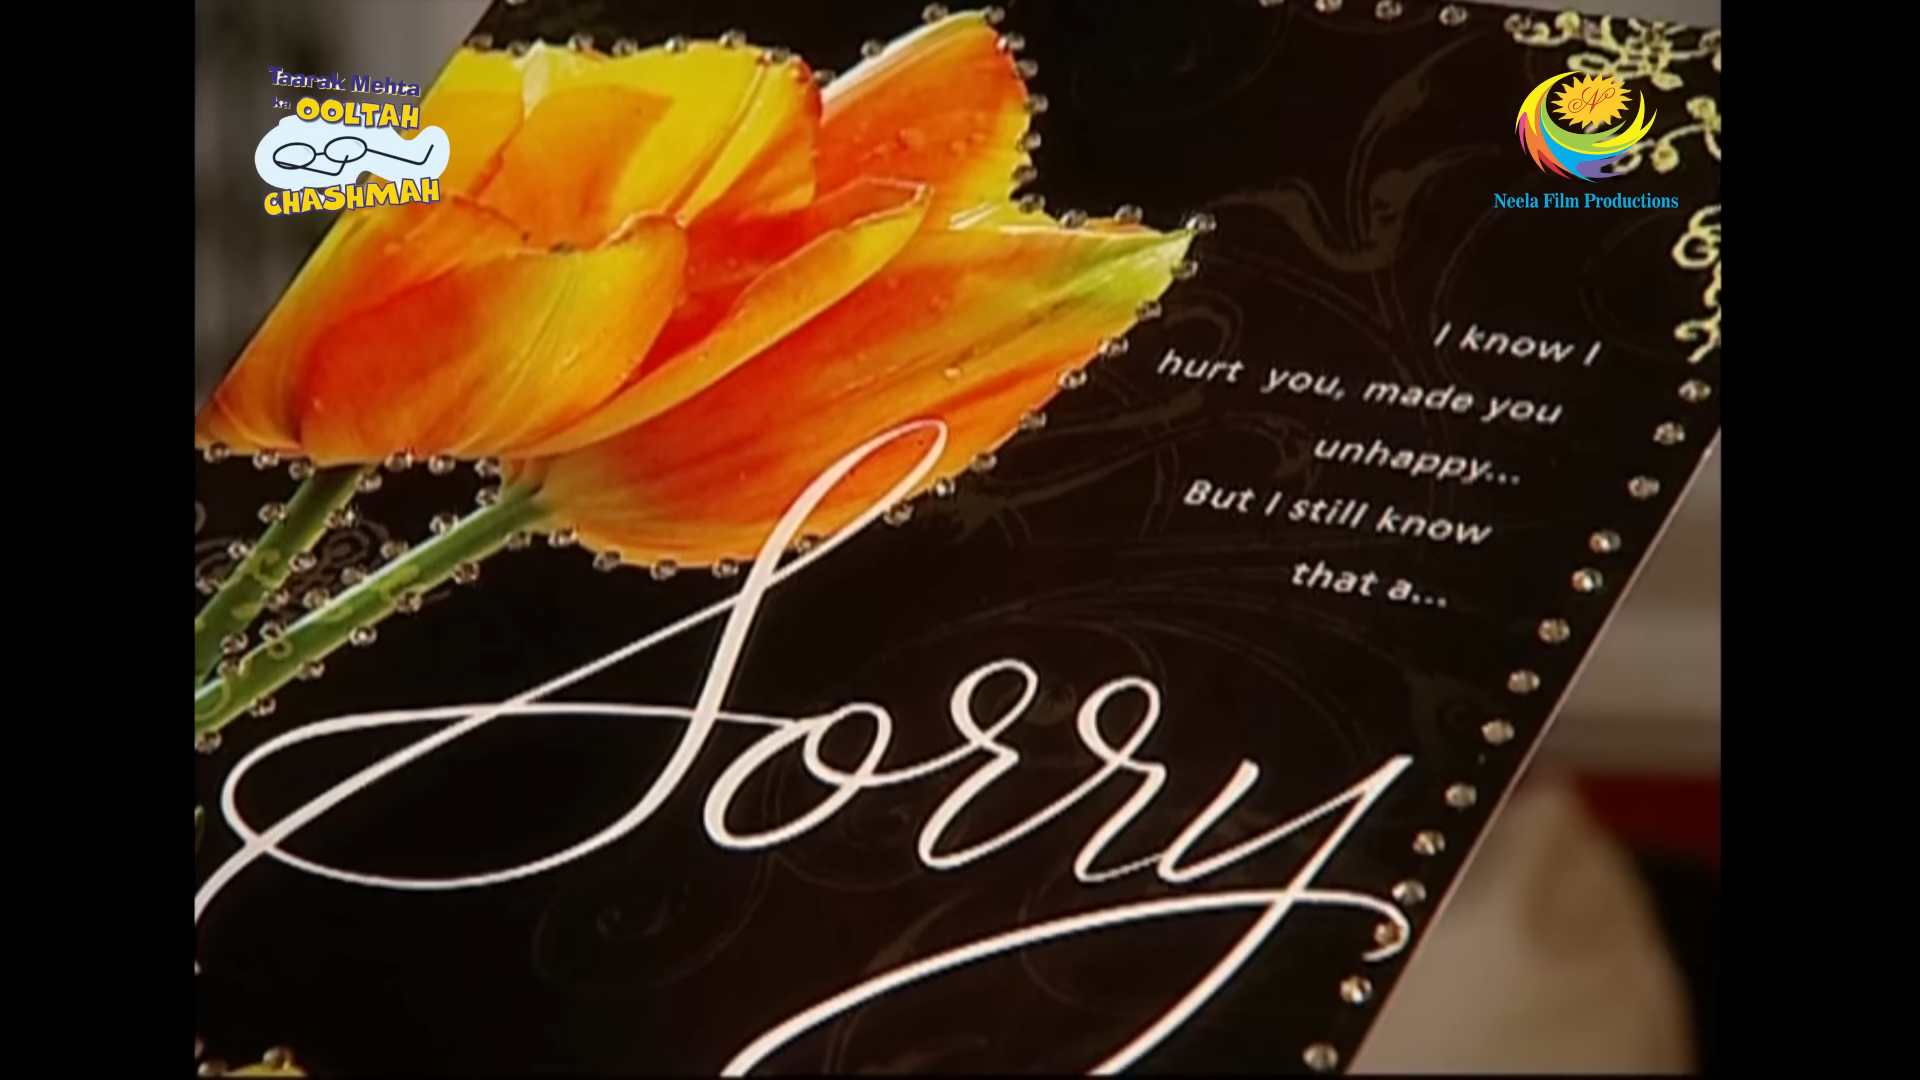 Taarak Mehta
ka OOLTAH
CHASHMAH
Neela Film Productions
I know I
hurt you, made you
unhappy...
But I still know
that a...
Sorry